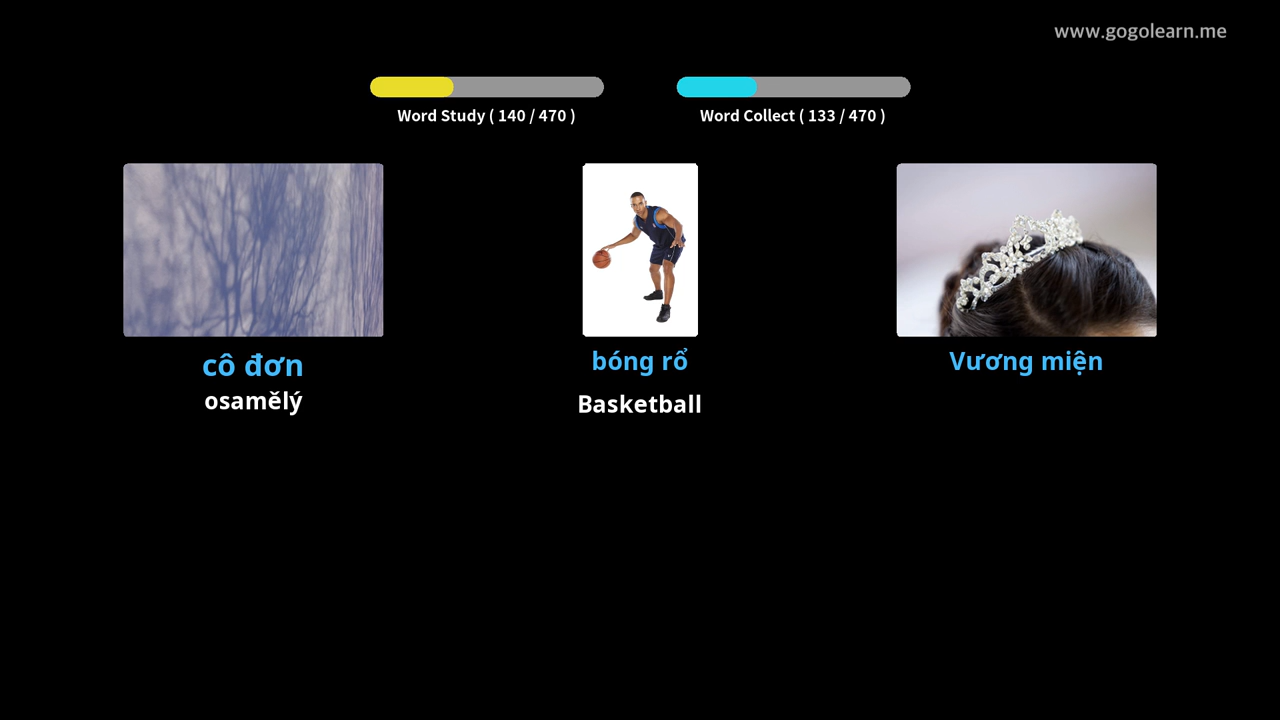 www.gogolearn.me
Word Study ( 140 / 470 )
Word Collect ( 133 / 470 )
cô đơn
osamělý
bóng rổ
Basketball
Vương miện